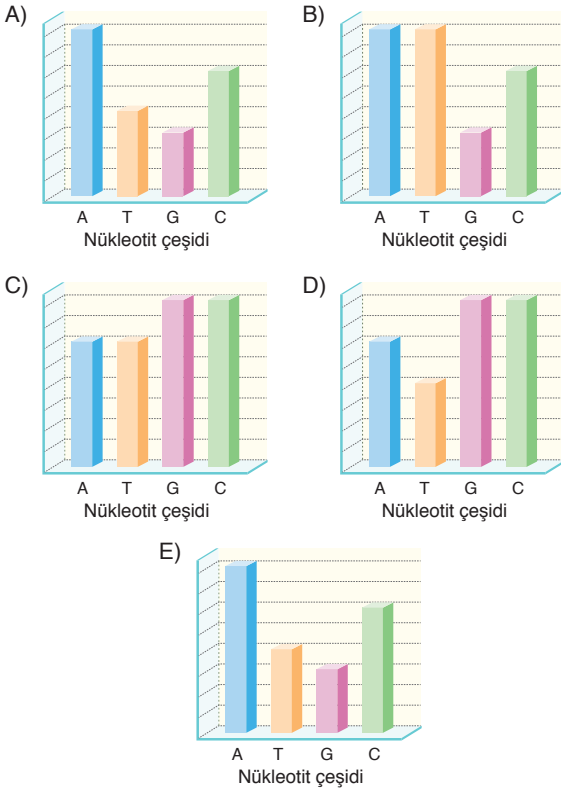 A)
B)
A T G C
A T G C
Nükleotit çeşidi
Nükleotit çeşidi
C)
D)
A T G C
A T G C
Nükleotit çeşidi
Nükleotit çeşidi
E)
A T G C
Nükleotit çeşidi